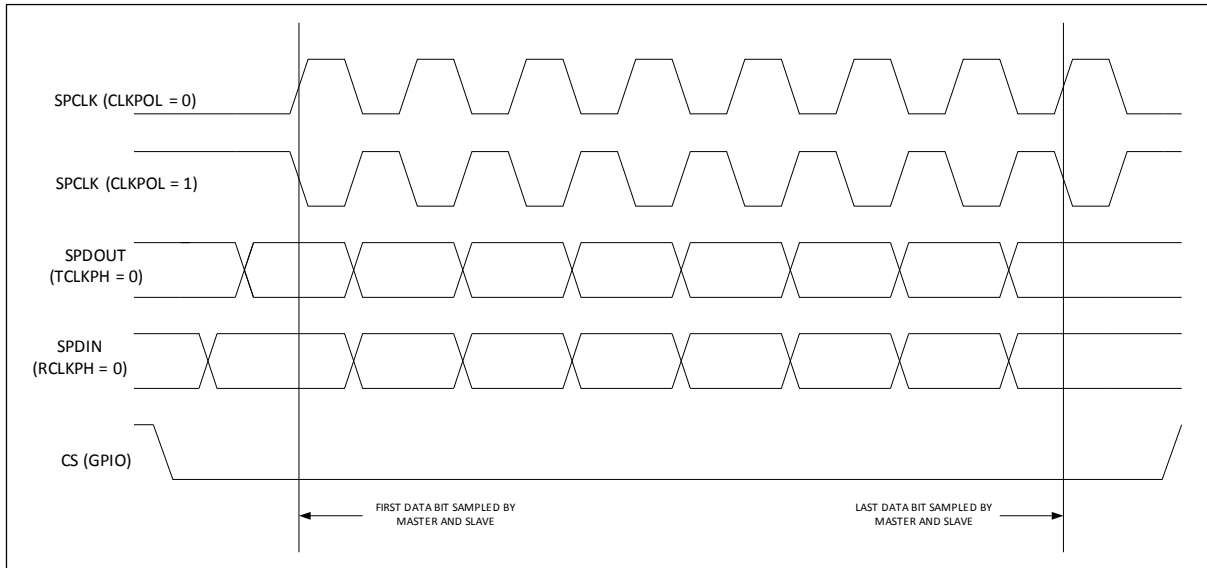 SPCLK (CLKPOL = 0)
SPCLK (CLKPOL = 1)
SPDOUT
(TCLKPH = 0)
SPDIN
(RCLKPH = 0)
CS (GPIO)
FIRST DATA BIT SAMPLED BY
MASTER AND SLAVE
LAST DATA BIT SAMPLED BY
MASTER AND SLAVE